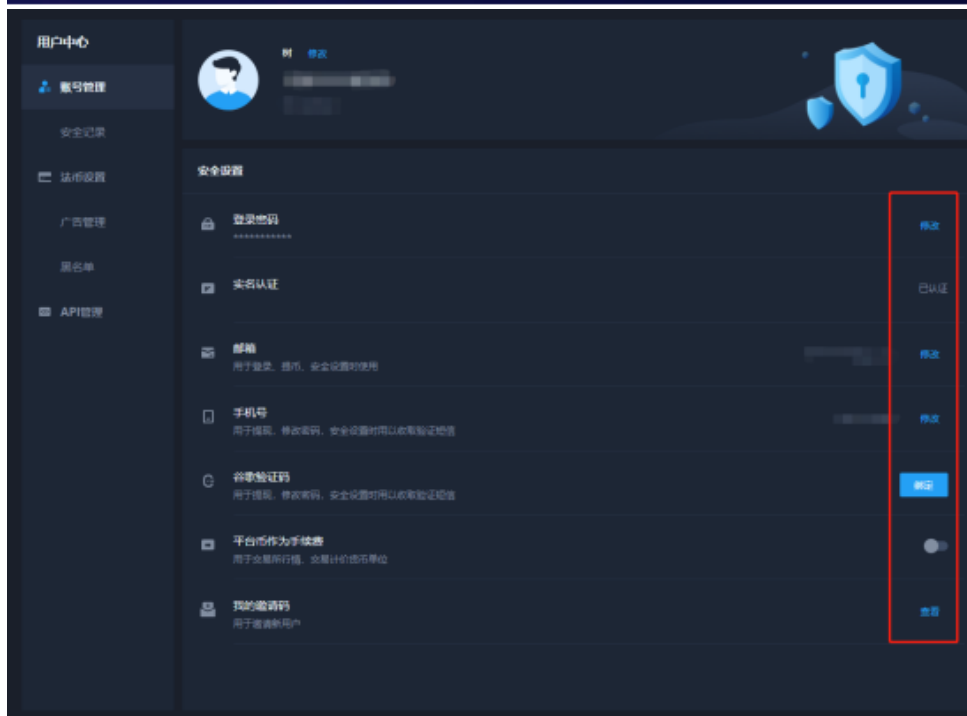 用户中心
账号管理
安全记录
法币设置
广告管理
黑名单
API管理
树 修改
安全设置
登录密码
***********
修改
实名认证
已认证
邮箱
用于登录、提币、安全设置时使用
修改
手机号
用于提现、修改密码、安全设置时用以收取验证短信
修改
谷歌验证码
用于提现、修改密码、安全设置时用以收取验证短信
绑定
平台币作为手续费
用于交易所行情、交易计价货币单位
我的邀请码
用于邀请新用户
查看